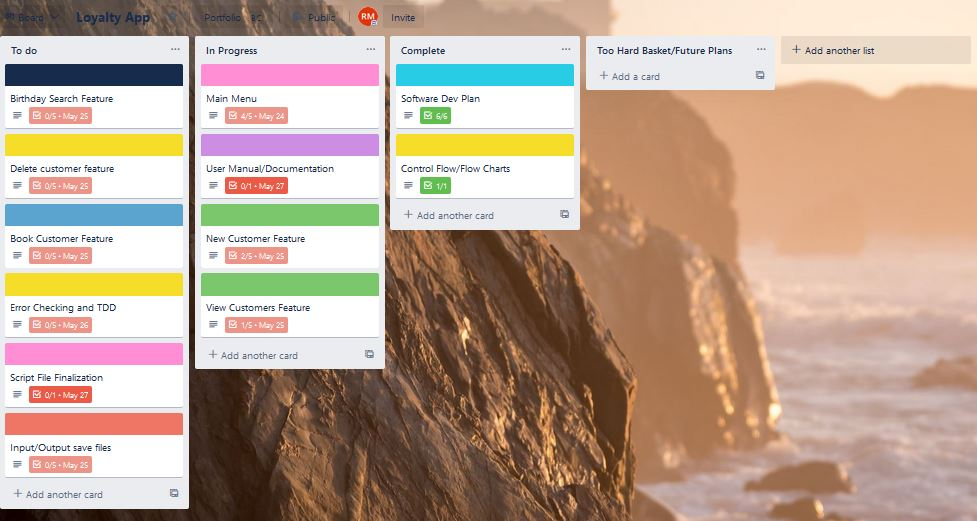 Board
Loyalty App
Portfolio BC
Public
RM
Invite
To do
Birthday Search Feature
0/5 • May 25
Delete customer feature
0/5 • May 25
Book Customer Feature
0/5 • May 25
Error Checking and TDD
0/5 • May 26
Script File Finalization
0/1 • May 27
Input/Output save files
0/5 • May 25
+ Add another card
In Progress
Main Menu
4/5 • May 24
User Manual/Documentation
0/1 • May 27
New Customer Feature
2/5 • May 25
View Customers Feature
1/5 • May 25
+ Add another card
Complete
Software Dev Plan
6/6
Control Flow/Flow Charts
1/1
+ Add another card
Too Hard Basket/Future Plans
+ Add a card
+ Add another list